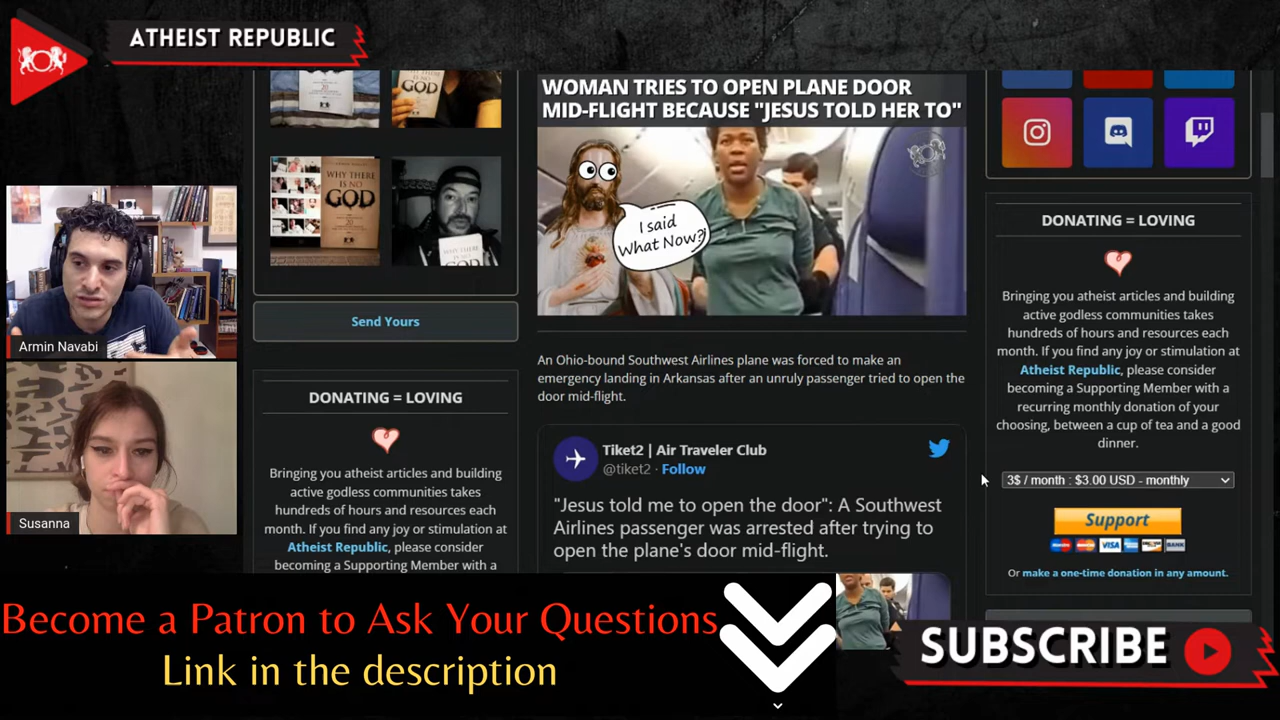 ATHEIST REPUBLIC
WHY THERE IS NO
GOD
Send Yours
DONATING = LOVING
Bringing you atheist articles and building
active godless communities takes
hundreds of hours and resources each
month. If you find any joy or stimulation at
Atheist Republic, please consider
becoming a Supporting Member with a
WOMAN TRIES TO OPEN PLANE DOOR
MID-FLIGHT BECAUSE "JESUS TOLD HER TO"
I said
What Now?!
An Ohio-bound Southwest Airlines plane was forced to make an
emergency landing in Arkansas after an unruly passenger tried to open the
door mid-flight.
Tiket2 | Air Traveler Club
@tiket2 · Follow
"Jesus told me to open the door": A Southwest
Airlines passenger was arrested after trying to
open the plane's door mid-flight.
DONATING = LOVING
Bringing you atheist articles and building
active godless communities takes
hundreds of hours and resources each
month. If you find any joy or stimulation at
Atheist Republic, please consider
becoming a Supporting Member with a
recurring monthly donation of your
choosing, between a cup of tea and a good
dinner.
3$ / month : $3.00 USD - monthly
Support
VISA
BANK
Or make a one-time donation in any amount.
Armin Navabi
Susanna
Become a Patron to Ask Your Questions
Link in the description
SUBSCRIBE